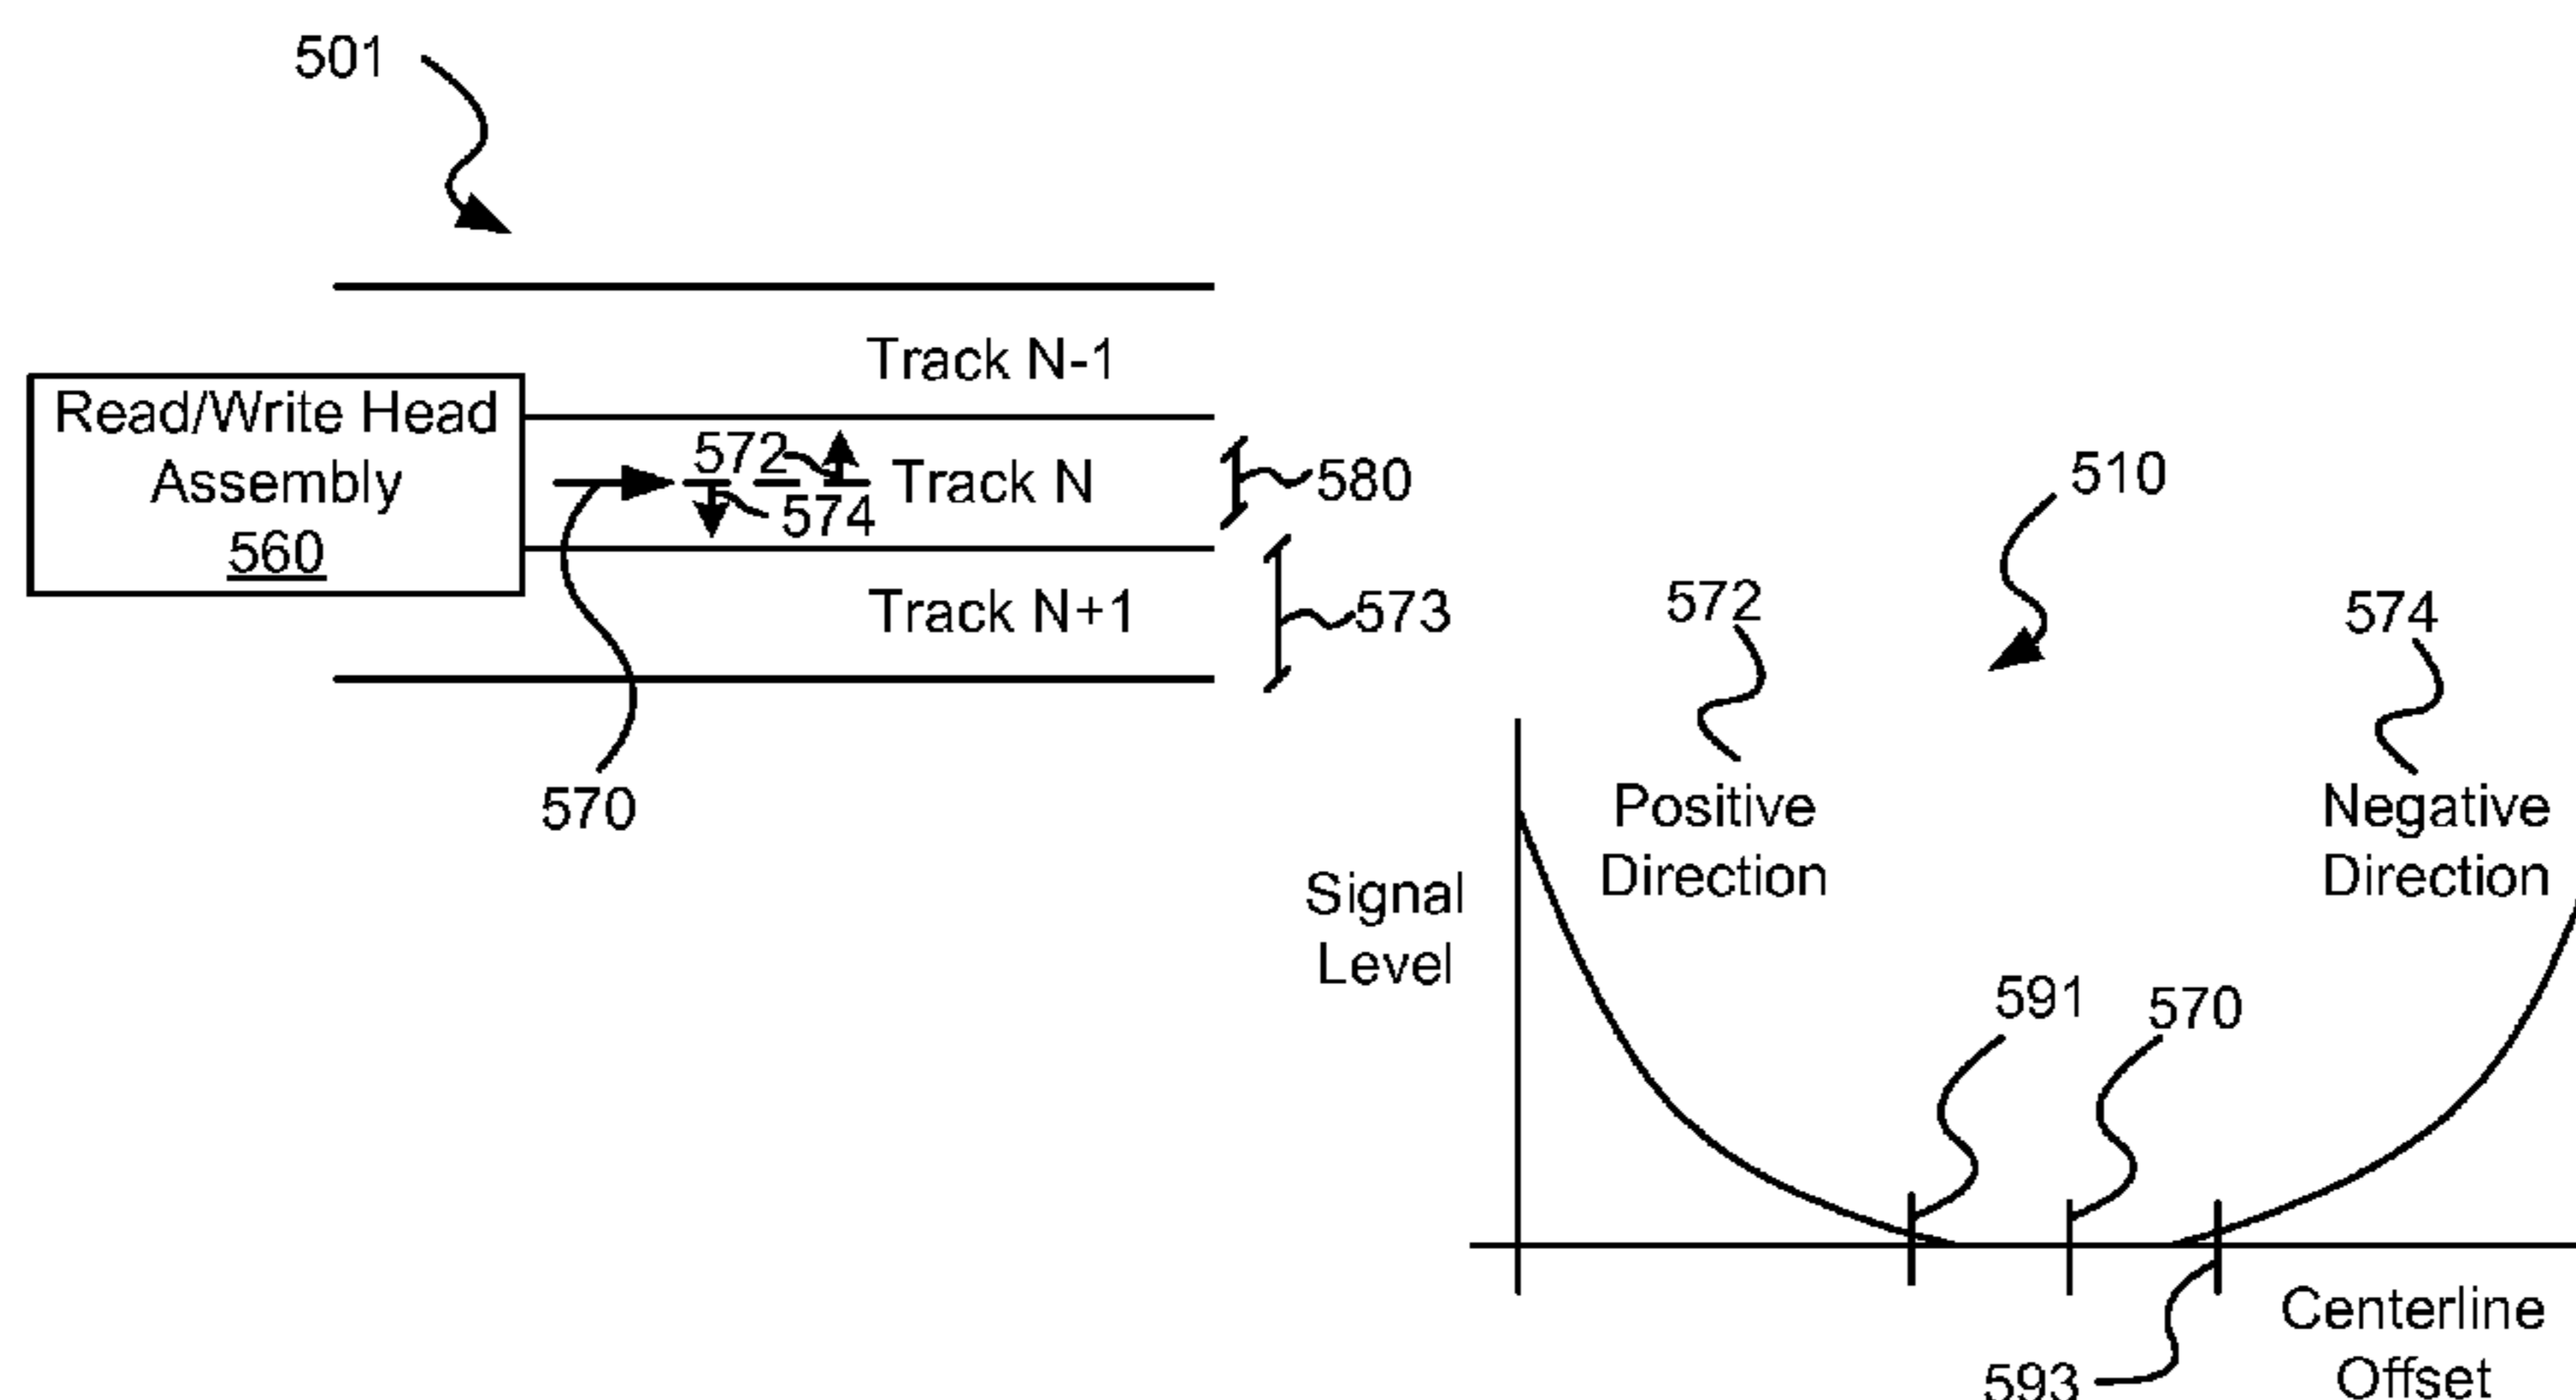 501
Track N-1
Read/Write Head
Assembly
560
572
574
Track N
580
Track N+1
573
570
510
572
574
Positive
Direction
Negative
Direction
Signal
Level
591
570
593
Centerline
Offset